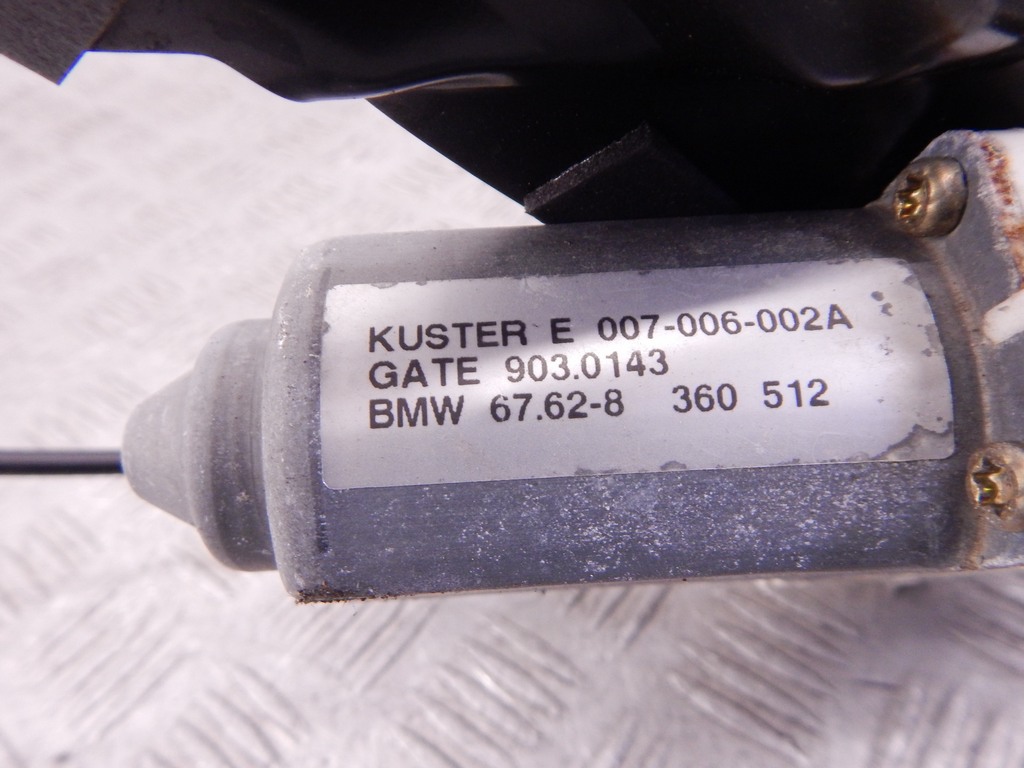 KUSTER E 007-006-002A
GATE 903.0143
BMW 67.62-8 360 512